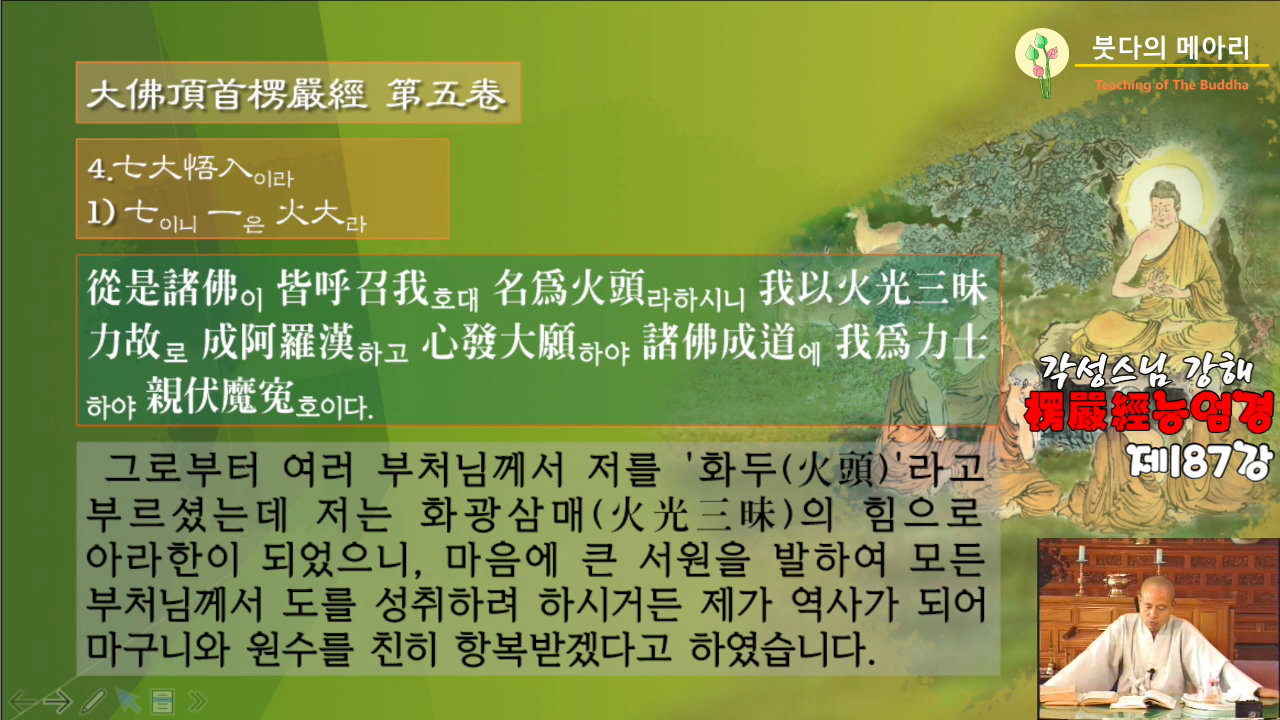 붓다의 메아리
Teaching of The Buddha
大佛頂首楞嚴經 第五卷
4.七大悟入이라
1) 七이니 一은 火大라
從是諸佛이 皆呼召我호대 名爲火頭라하시니 我以火光三昧
力故로 成阿羅漢하고 心發大願하야 諸佛成道에 我爲力士
하야 親伏魔寃호이다.
그로부터 여러 부처님께서 저를 '화두(火頭)'라고
부르셨는데 저는 화광삼매(火光三昧)의 힘으로
아라한이 되었으니, 마음에 큰 서원을 발하여 모든
부처님께서 도를 성취하려 하시거든 제가 역사가 되어
마구니와 원수를 친히 항복받겠다고 하였습니다.
각성스님 강해
楞嚴經능엄경
제187강